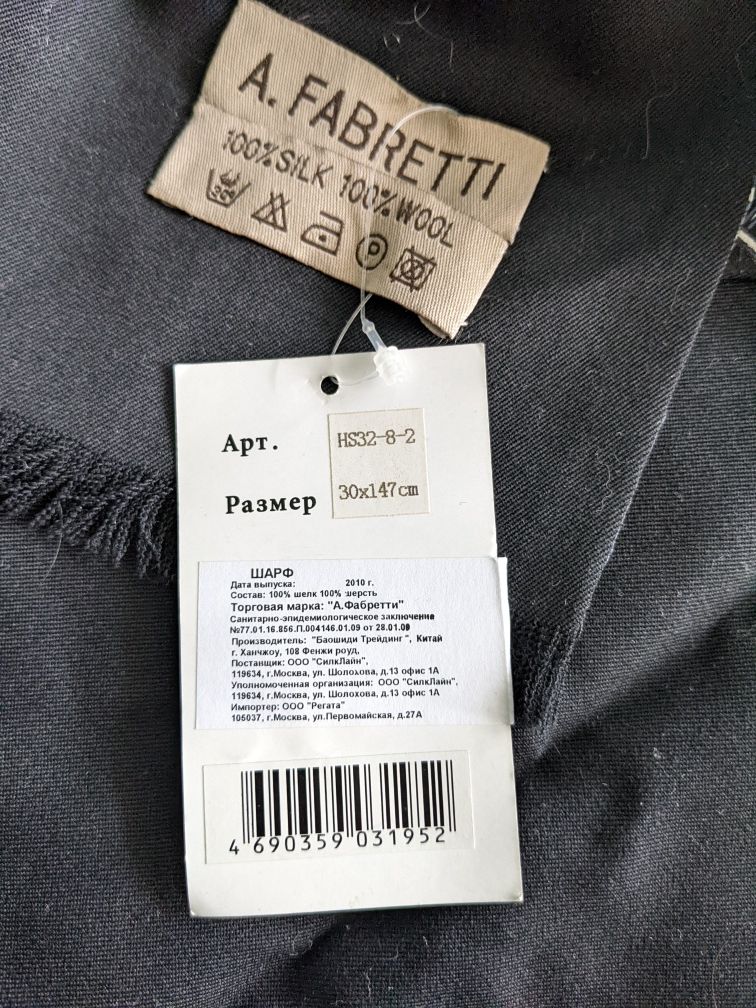 A. FABRETTI
100%SILK 100%WOOL
30°
P
Арт. HS32-8-2
Размер 30x147cm
ШАРФ
Дата выпуска: 2010 г.
Состав: 100% шелк 100% шерсть
Торговая марка: "А.Фабретти"
Санитарно-эпидемиологическое заключение
№77.01.16.856.П.004146.01.09 от 28.01.09
Производитель: "Баошиди Трейдинг", Китай
г. Ханчжоу, 108 Фенжи роуд,
Поставщик: ООО "СилкЛайн",
119634, г.Москва, ул. Шолохова, д.13 офис 1А
Уполномоченная организация: ООО "СилкЛайн",
119634, г.Москва, ул. Шолохова, д.13 офис 1А
Импортер: ООО "Регата"
105037, г.Москва, ул.Первомайская, д.27А
4 690359 031952